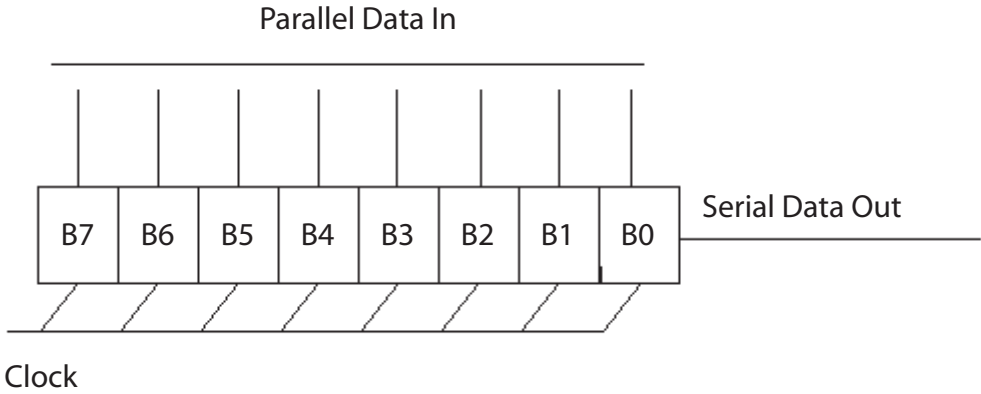 Parallel Data In
B7 B6 B5 B4 B3 B2 B1 B0
Serial Data Out
Clock